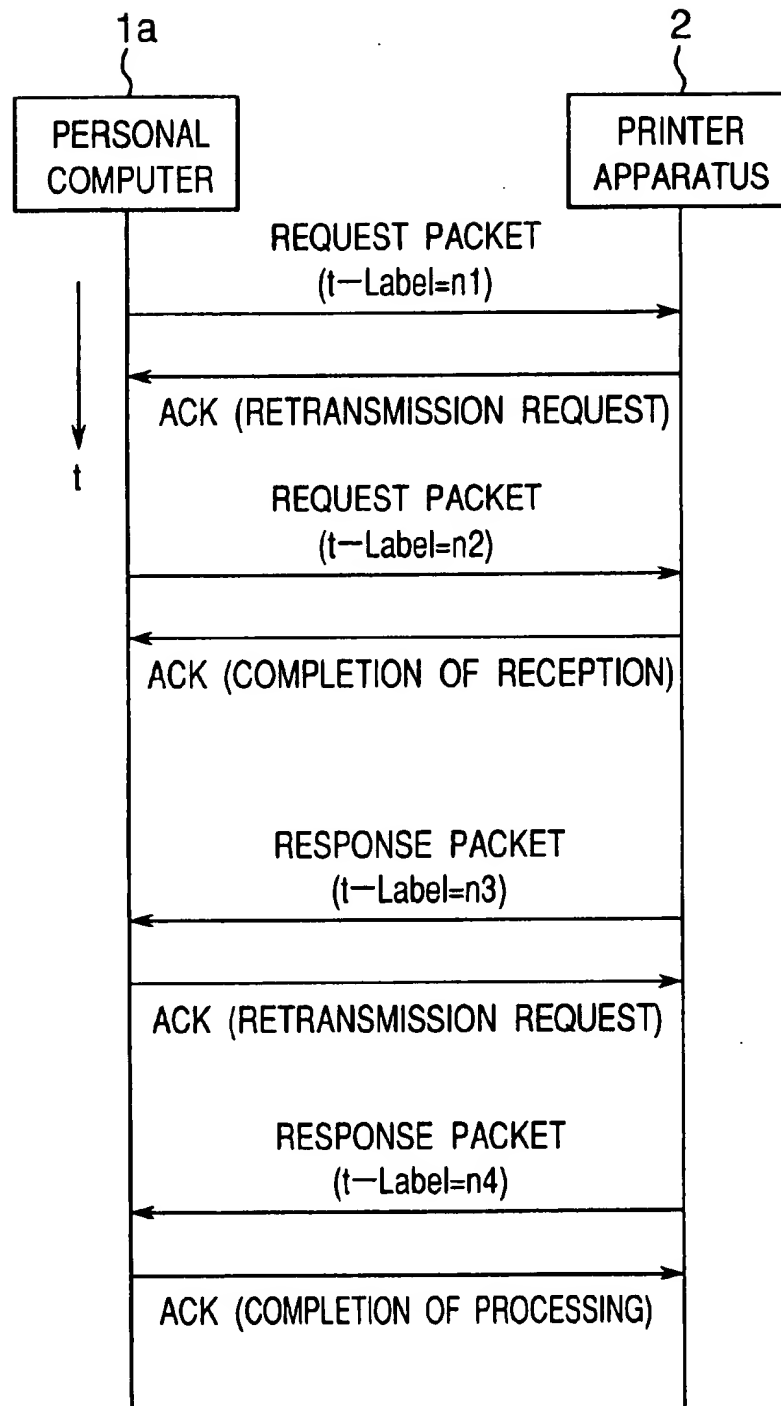 1a
2
PERSONAL
COMPUTER
PRINTER
APPARATUS
REQUEST PACKET
(t—Label=n1)
ACK (RETRANSMISSION REQUEST)
t
REQUEST PACKET
(t—Label=n2)
ACK (COMPLETION OF RECEPTION)
RESPONSE PACKET
(t—Label=n3)
ACK (RETRANSMISSION REQUEST)
RESPONSE PACKET
(t—Label=n4)
ACK (COMPLETION OF PROCESSING)